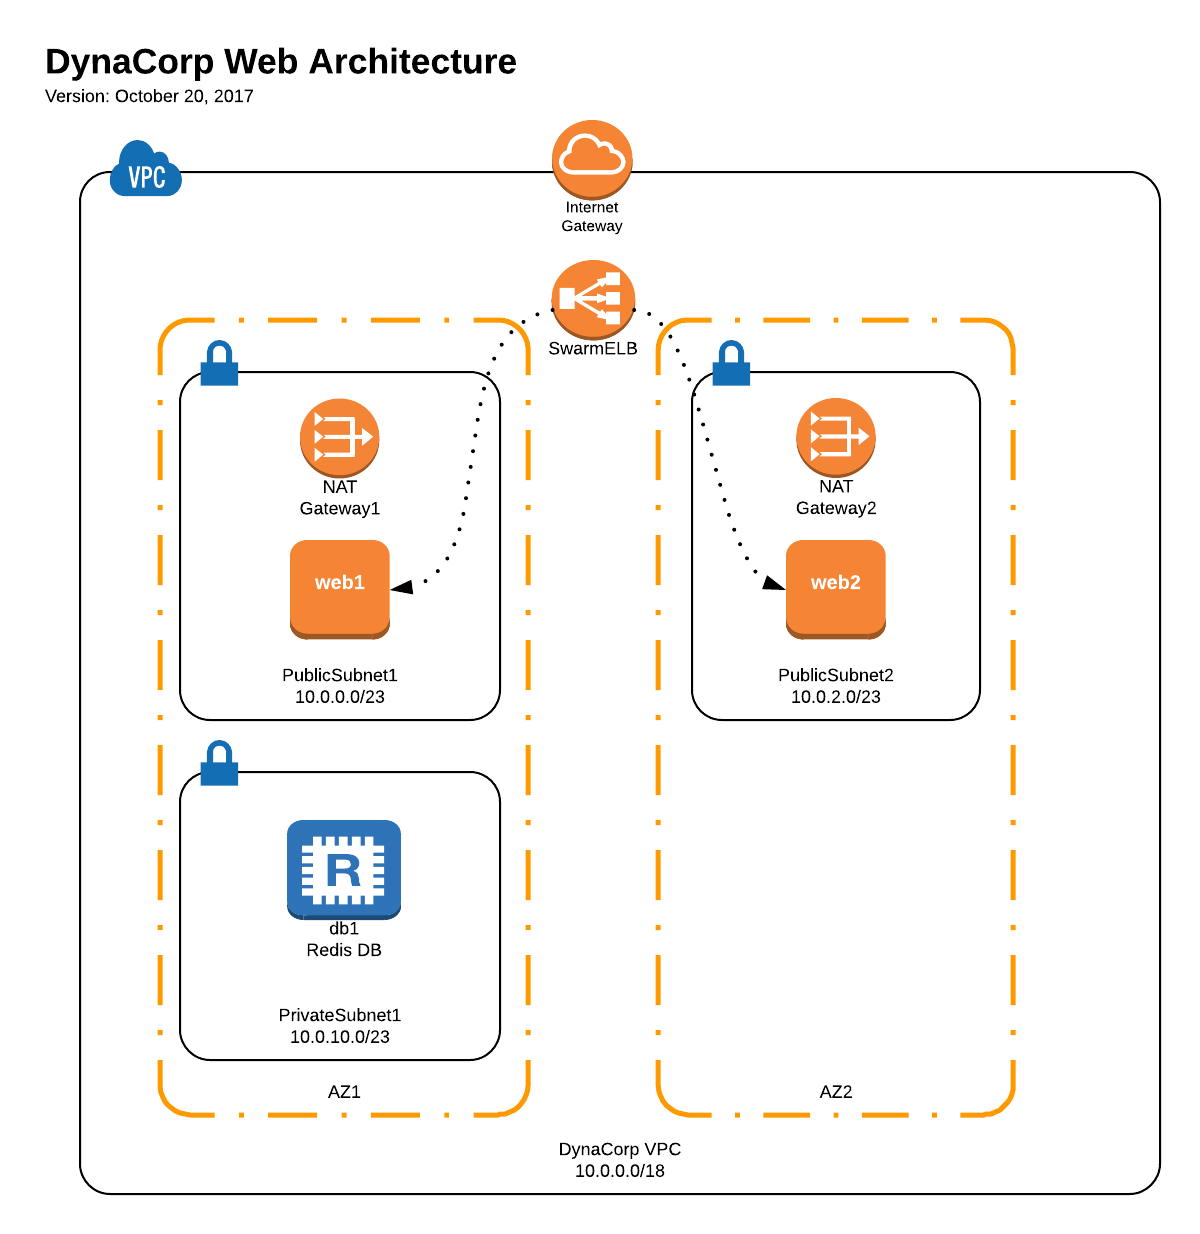 DynaCorp Web Architecture
Version: October 20, 2017
VPC
Internet
Gateway
SwarmELB
NAT
Gateway1
web1
PublicSubnet1
10.0.0.0/23
NAT
Gateway2
web2
PublicSubnet2
10.0.2.0/23
R
db1
Redis DB
PrivateSubnet1
10.0.10.0/23
AZ1
AZ2
DynaCorp VPC
10.0.0.0/18